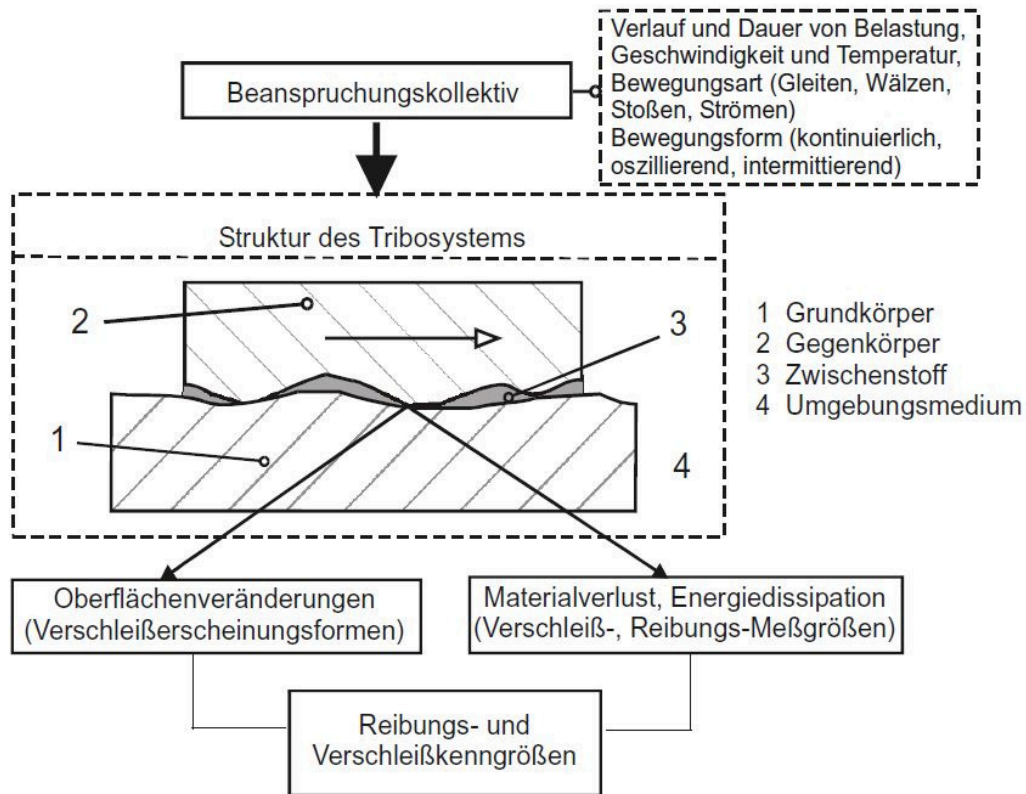 Verlauf und Dauer von Belastung,
Geschwindigkeit und Temperatur,
Bewegungsart (Gleiten, Wälzen,
Stoßen, Strömen)
Bewegungsform (kontinuierlich,
oszillierend, intermittierend)
Beanspruchungskollektiv
Struktur des Tribosystems
2
3
1
4
1 Grundkörper
2 Gegenkörper
3 Zwischenstoff
4 Umgebungsmedium
Oberflächenveränderungen
(Verschleißerscheinungsformen)
Materialverlust, Energiedissipation
(Verschleiß-, Reibungs-Meßgrößen)
Reibungs- und
Verschleißkenngrößen